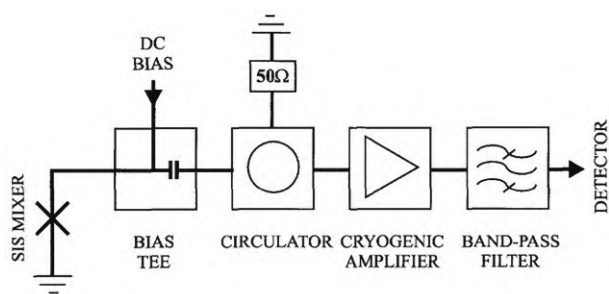 DC
BIAS
50Ω
SIS MIXER
BIAS
TEE
CIRCULATOR
CRYOGENIC
AMPLIFIER
BAND-PASS
FILTER
DETECTOR